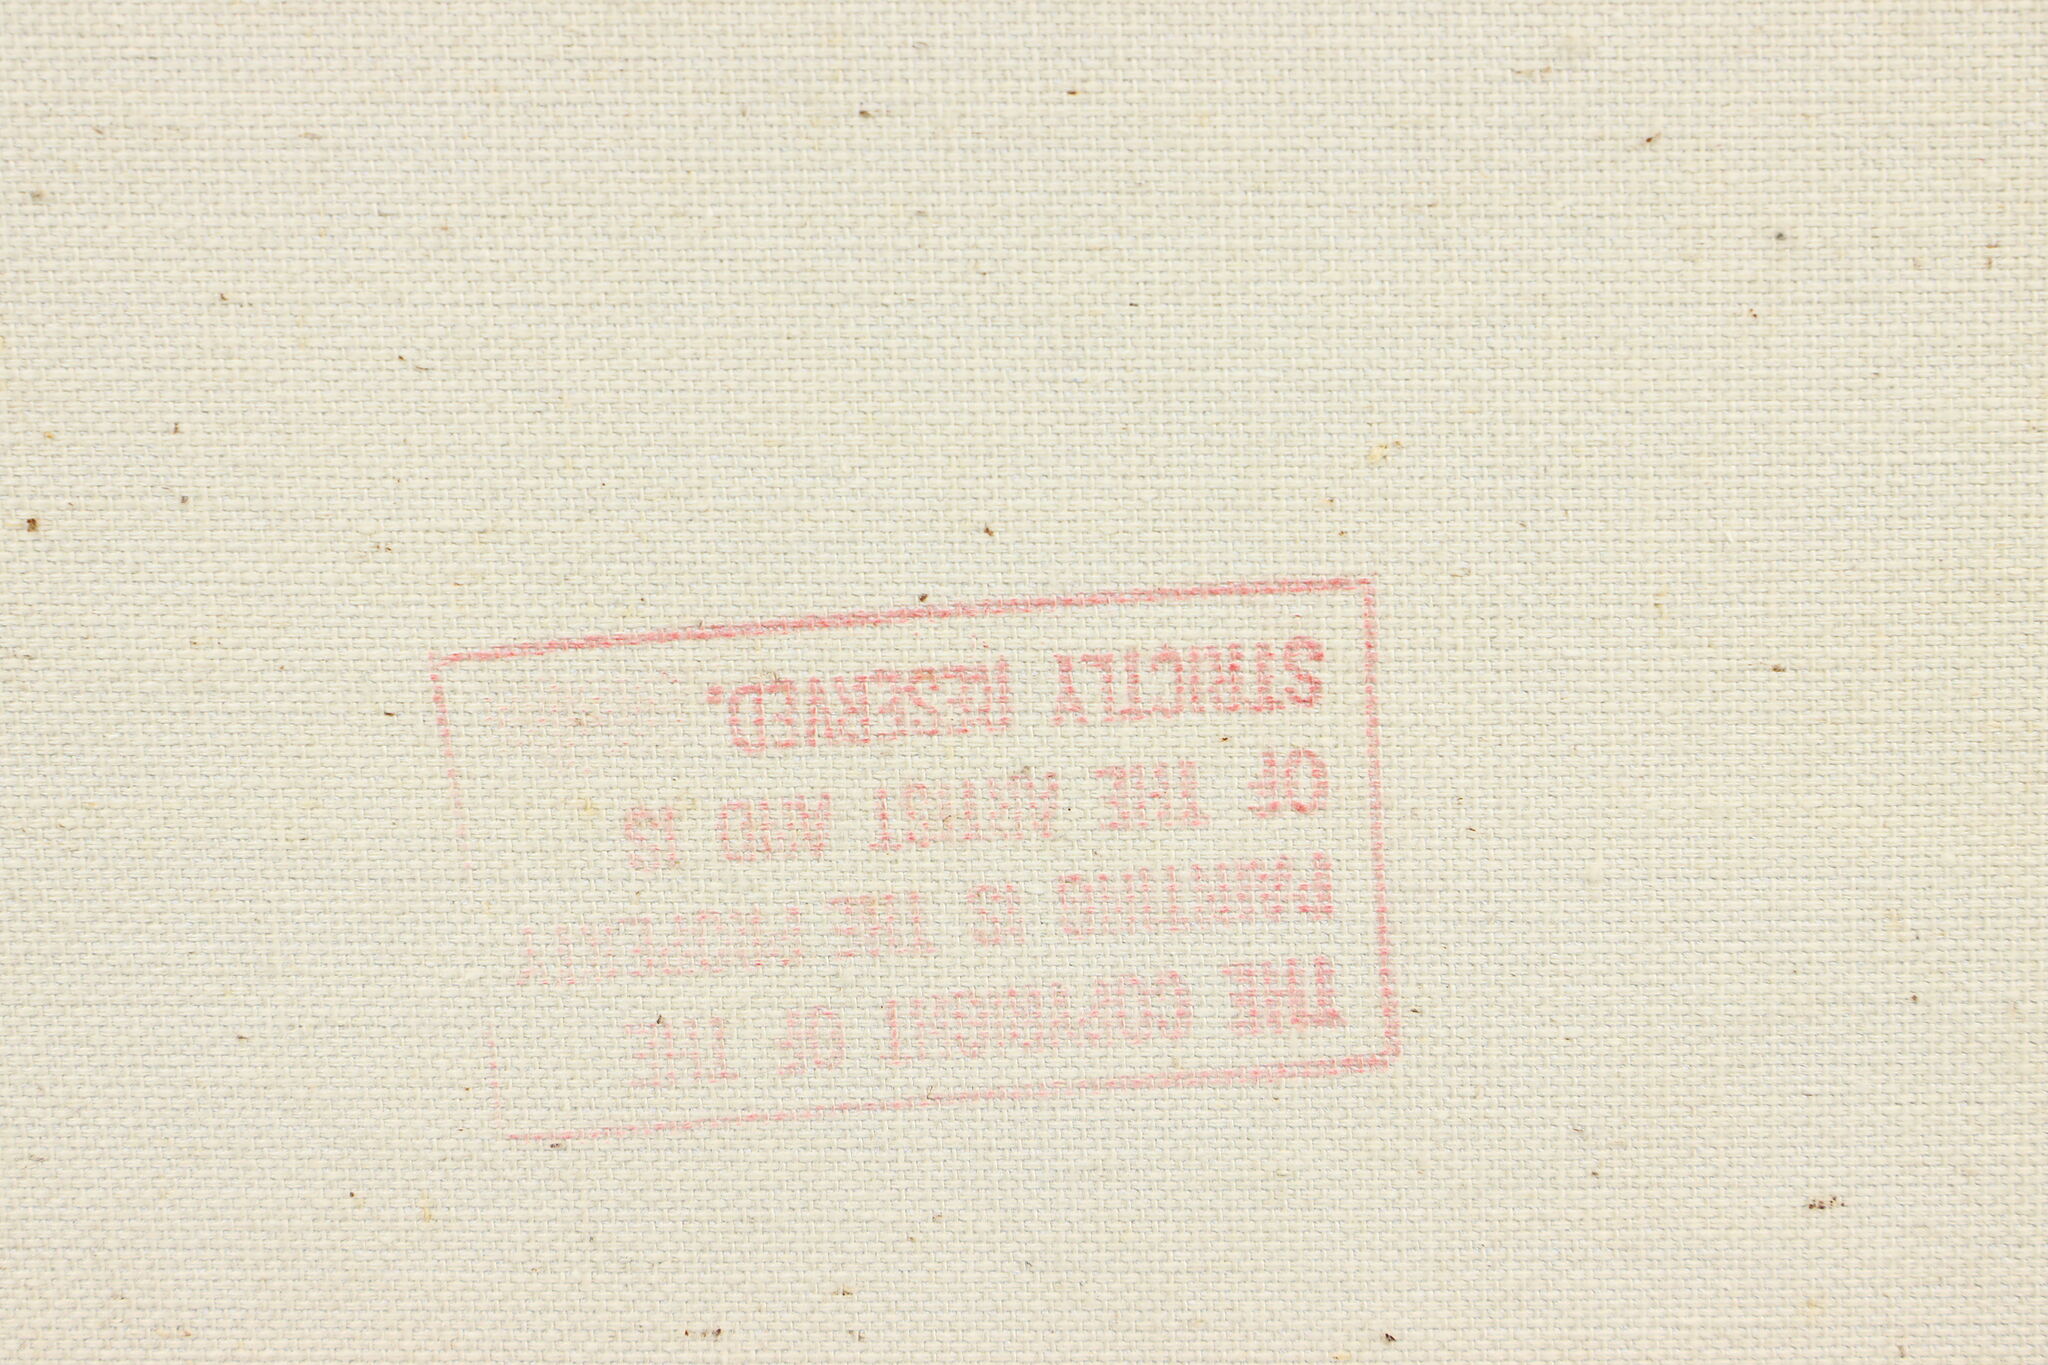 THE COPYRIGHT OF THE
PAINTING IS THE PROPERTY
OF THE ARTIST AND IS
STRICTLY RESERVED.